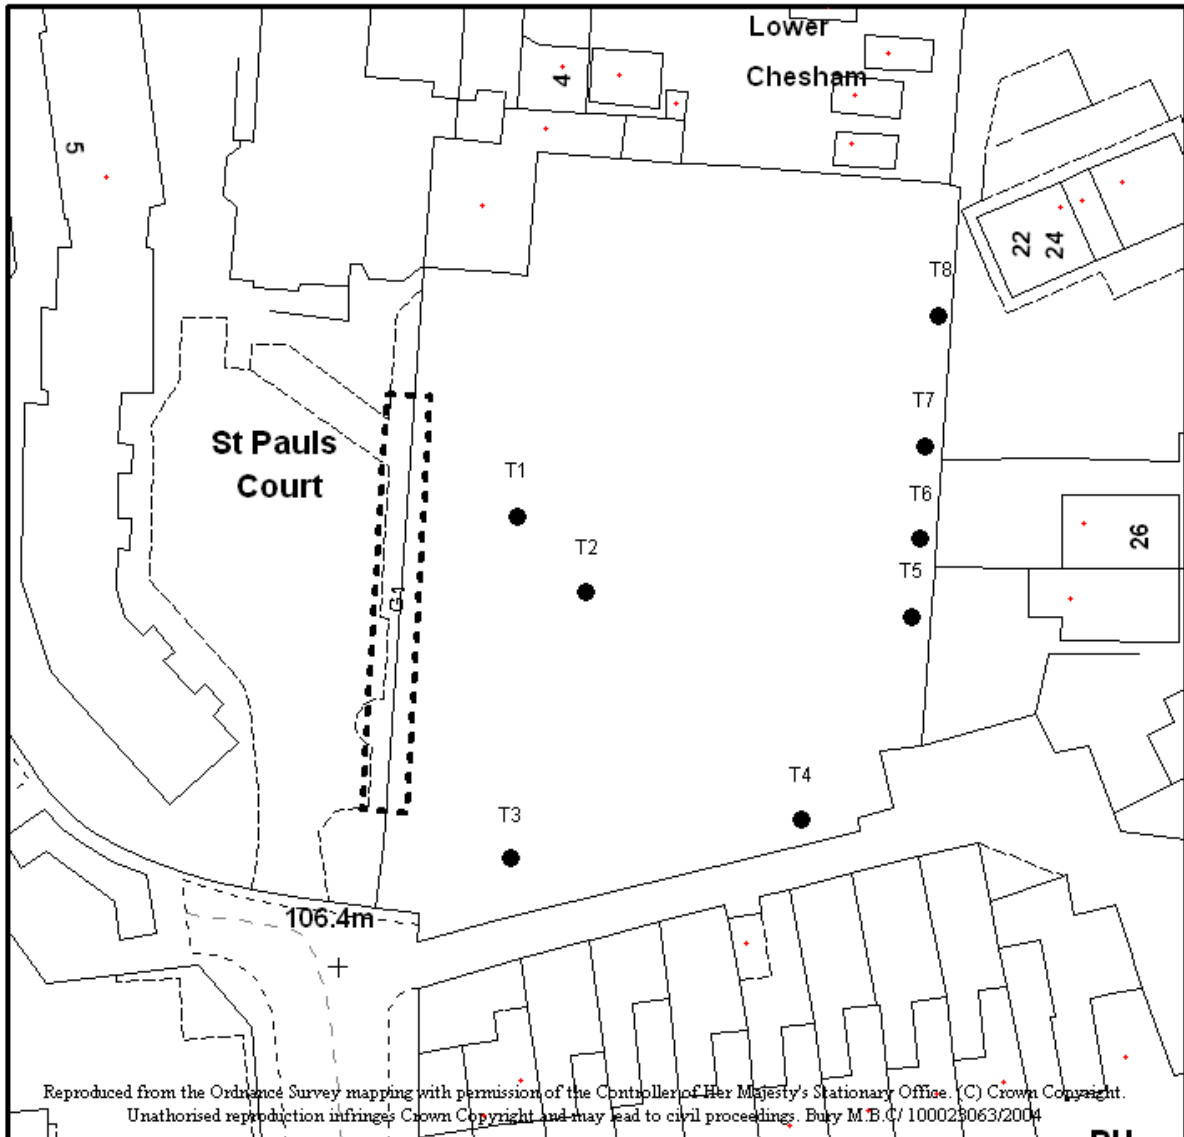 Lower
Chesham
4
5
22
24
T8
T7
St Pauls
Court
T1
T6
26
T2
T5
G1
T4
T3
106.4m
Reproduced from the Ordnance Survey mapping with permission of the Controller of Her Majesty's Stationary Office. (C) Crown Copyright.
Unathorised reproduction infringes Crown Copyright and may lead to civil proceedings. Bury M.B.C/ 100023063/2004
PH